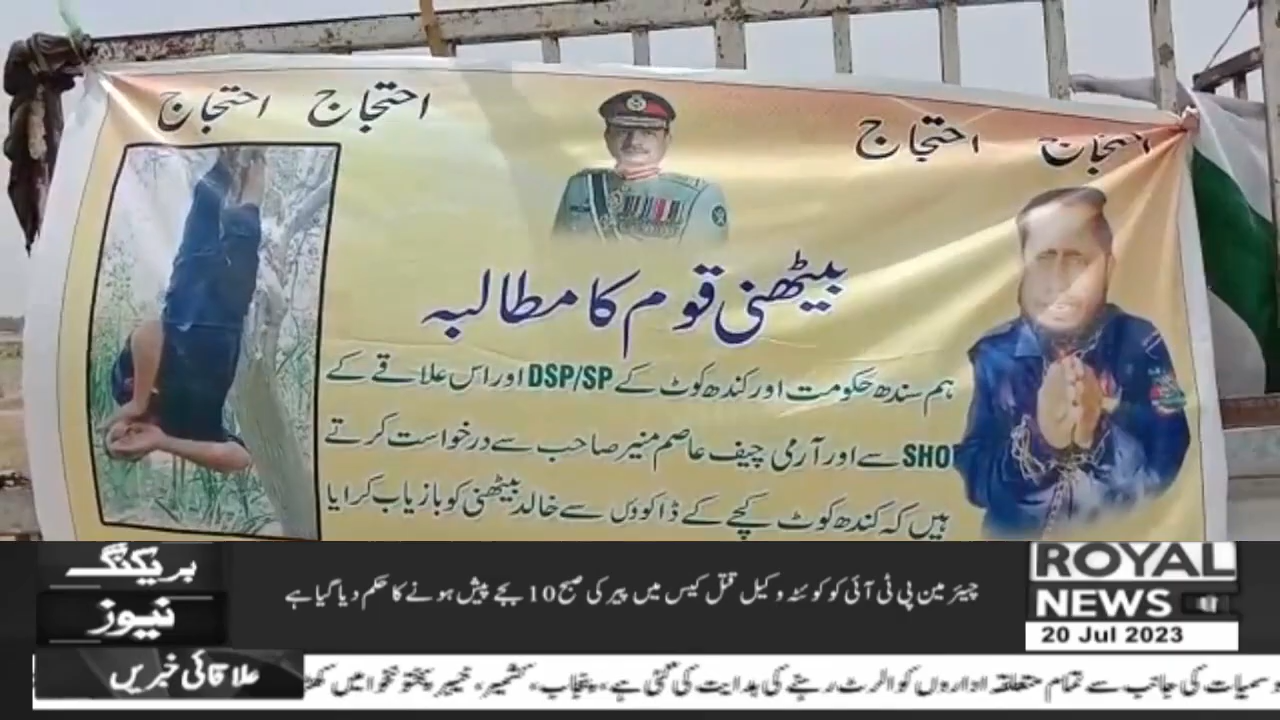 احتجاج احتجاج احتجاج احتجاج
بیٹھنی قوم کا مطالبہ
ہم سندھ حکومت اور کندھ کوٹ کے DSP/SP اور اس علاقے کے
SHO سے اور آرمی چیف عاصم منیر صاحب سے درخواست کرتے
ہیں کہ کندھ کوٹ کچے کے ڈاکوؤں سے خالد بیٹھنی کو بازیاب کرایا
بریکنگ نیوز
چیئرمین پی ٹی آئی کو کوئٹہ وکیل قتل کیس میں پیر کی صبح 10 بجے پیش ہونے کا حکم دیا گیا ہے
ROYAL
NEWS
20 Jul 2023
علاقائی خبریں
موسمیات کی جانب سے تمام متعلقہ اداروں کو الرٹ رہنے کی ہدایت کی گئی ہے، پنجاب، کشمیر، خیبر پختونخوا میں